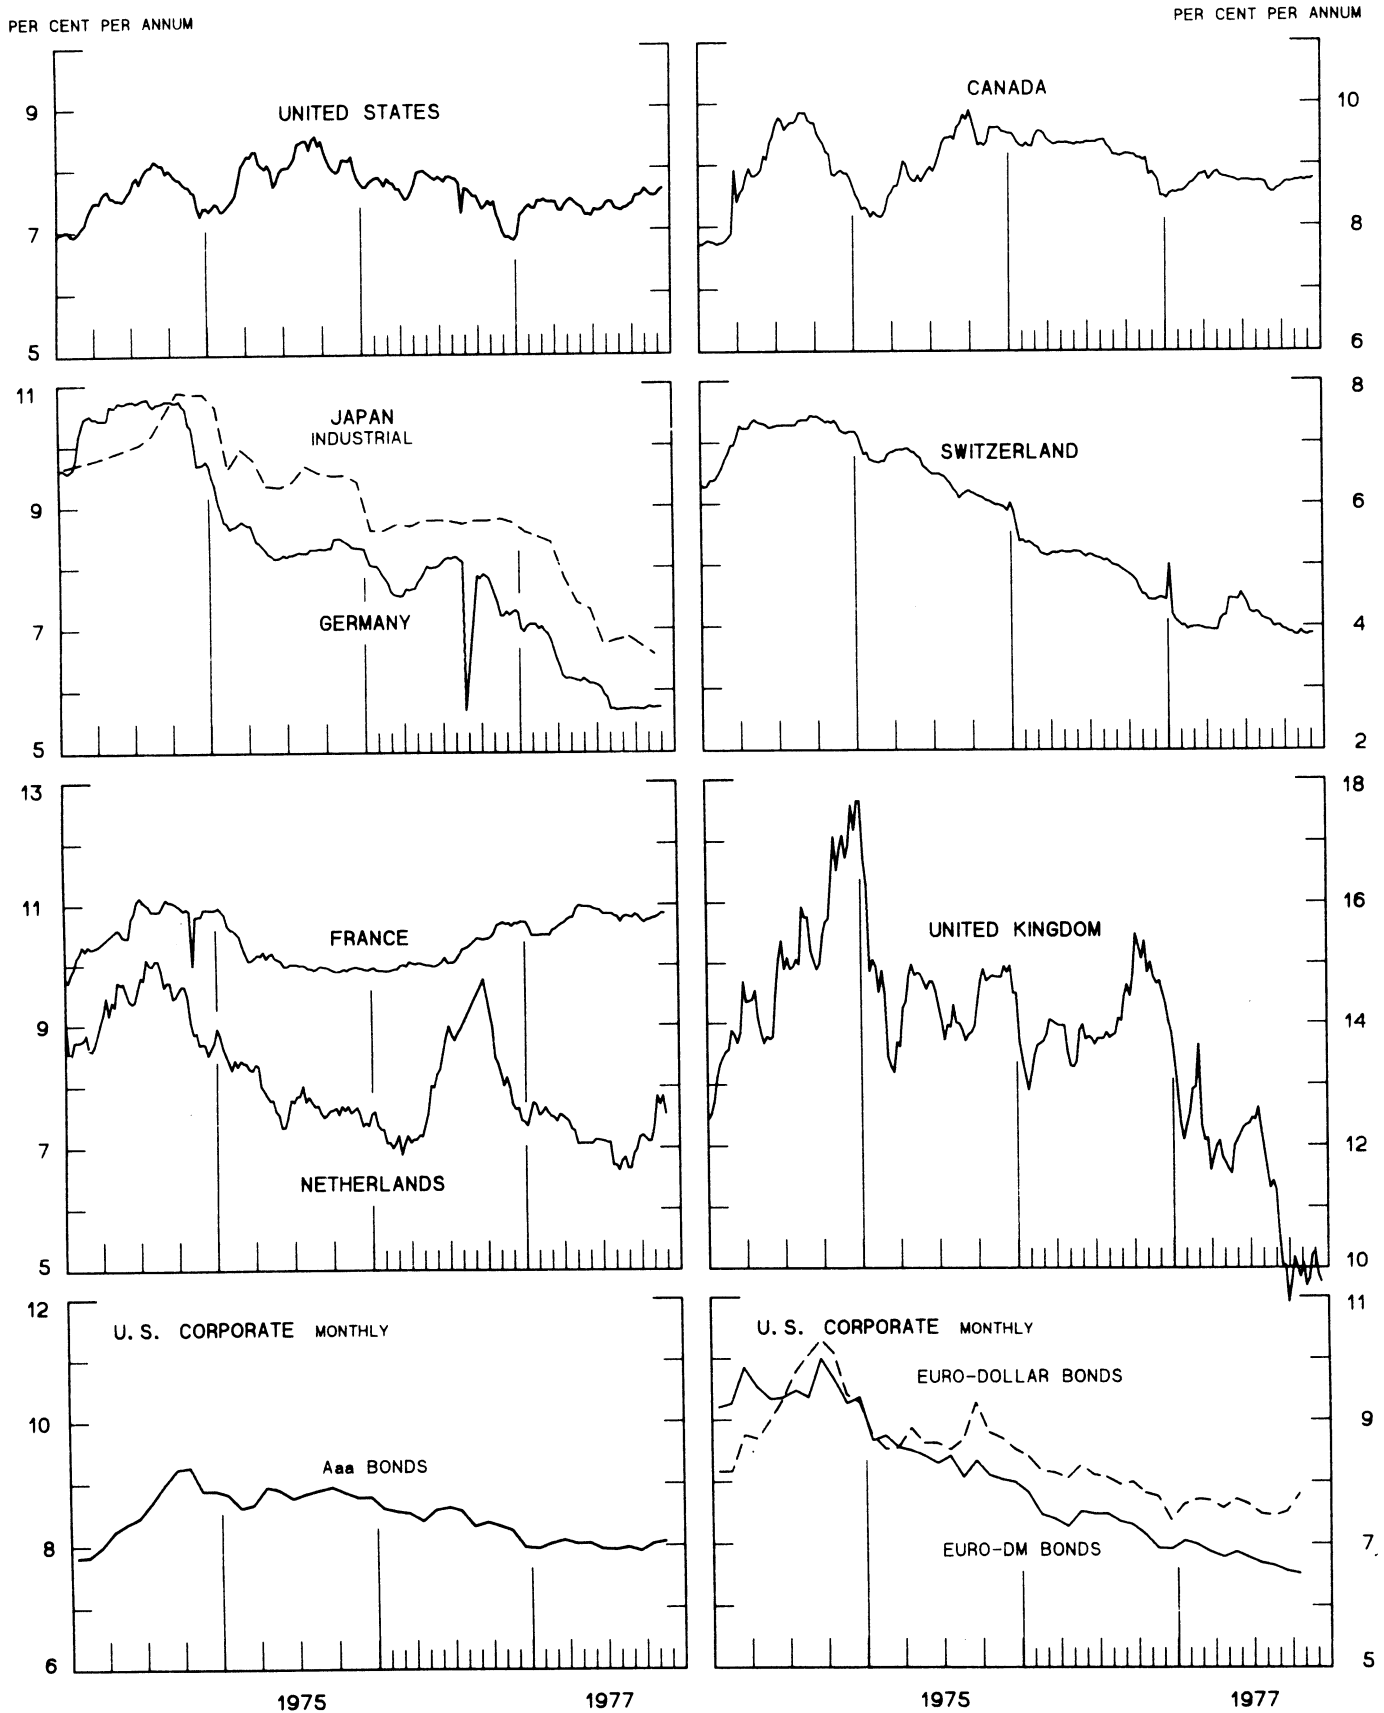 PER CENT PER ANNUM
PER CENT PER ANNUM
UNITED STATES
9
7
5
CANADA
10
8
6
JAPAN
INDUSTRIAL
GERMANY
11
9
7
5
SWITZERLAND
8
6
4
2
FRANCE
NETHERLANDS
13
11
9
7
5
UNITED KINGDOM
18
16
14
12
10
U.S. CORPORATE MONTHLY
Aaa BONDS
12
10
8
6
U.S. CORPORATE MONTHLY
EURO-DOLLAR BONDS
EURO-DM BONDS
11
9
7
5
1975
1977
1975
1977